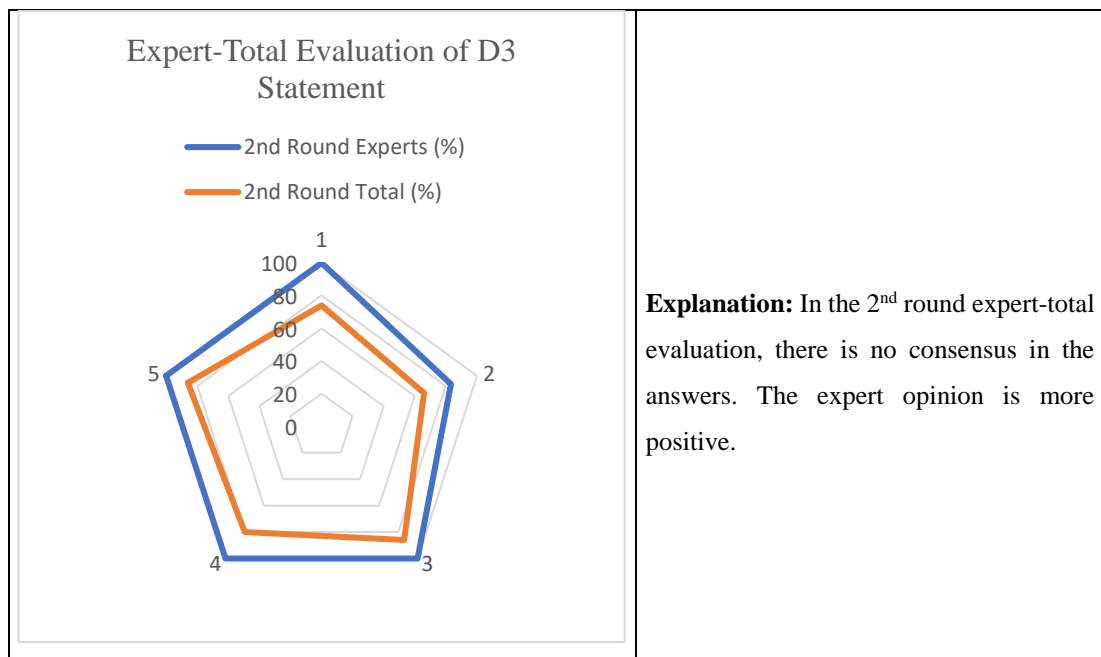 Expert-Total Evaluation of D3
Statement
2nd Round Experts (%)
2nd Round Total (%)
1
100
80
60
40
20
0
5
2
4
3
Explanation: In the 2nd round expert-total
evaluation, there is no consensus in the
answers. The expert opinion is more
positive.